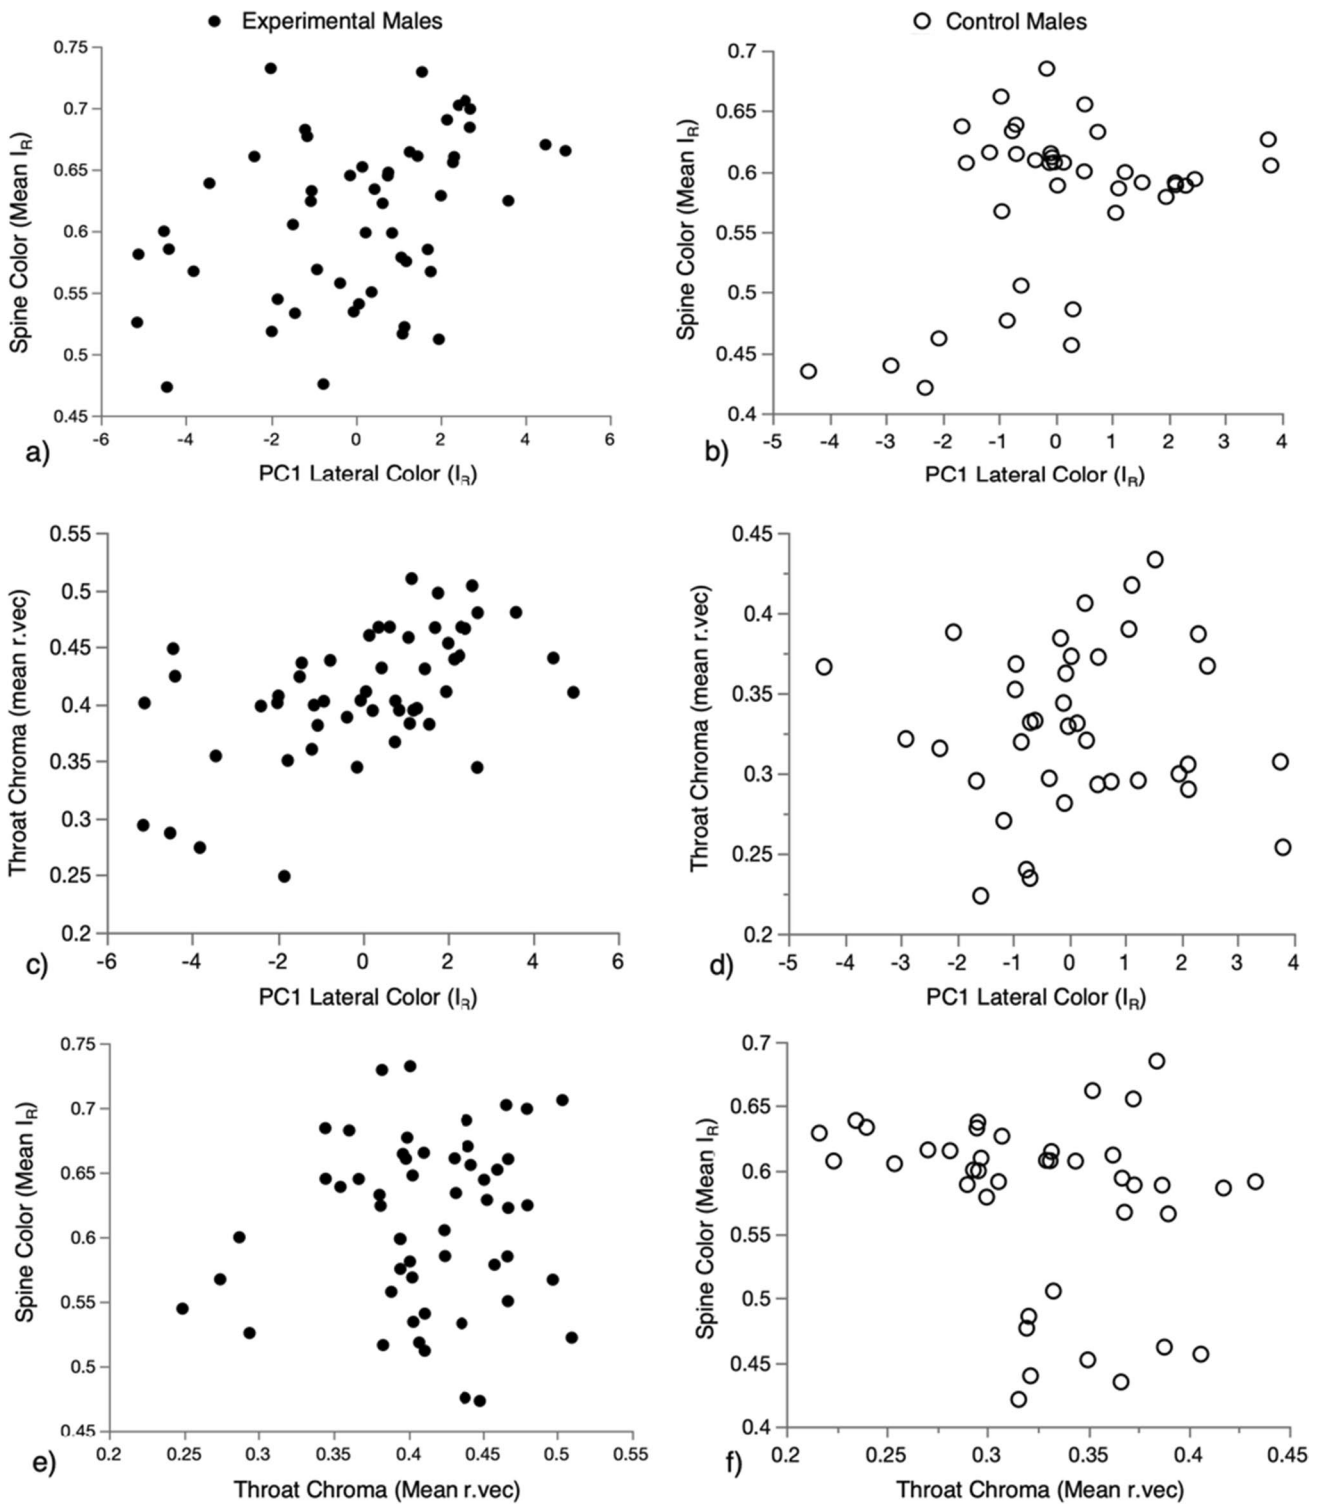 Experimental Males
Control Males
0.75
0.7
0.65
0.6
0.55
0.5
0.45
-6 -4 -2 0 2 4 6
Spine Color (Mean IR)
PC1 Lateral Color (IR)
a)
0.7
0.65
0.6
0.55
0.5
0.45
0.4
-5 -4 -3 -2 -1 0 1 2 3 4
Spine Color (Mean IR)
PC1 Lateral Color (IR)
b)
0.55
0.5
0.45
0.4
0.35
0.3
0.25
0.2
-6 -4 -2 0 2 4 6
Throat Chroma (mean r.vec)
PC1 Lateral Color (IR)
c)
0.45
0.4
0.35
0.3
0.25
0.2
-5 -4 -3 -2 -1 0 1 2 3 4
Throat Chroma (mean r.vec)
PC1 Lateral Color (IR)
d)
0.75
0.7
0.65
0.6
0.55
0.5
0.45
0.2 0.25 0.3 0.35 0.4 0.45 0.5 0.55
Spine Color (Mean IR)
Throat Chroma (Mean r.vec)
e)
0.7
0.65
0.6
0.55
0.5
0.45
0.4
0.2 0.25 0.3 0.35 0.4 0.45
Spine Color (Mean IR)
Throat Chroma (Mean r.vec)
f)